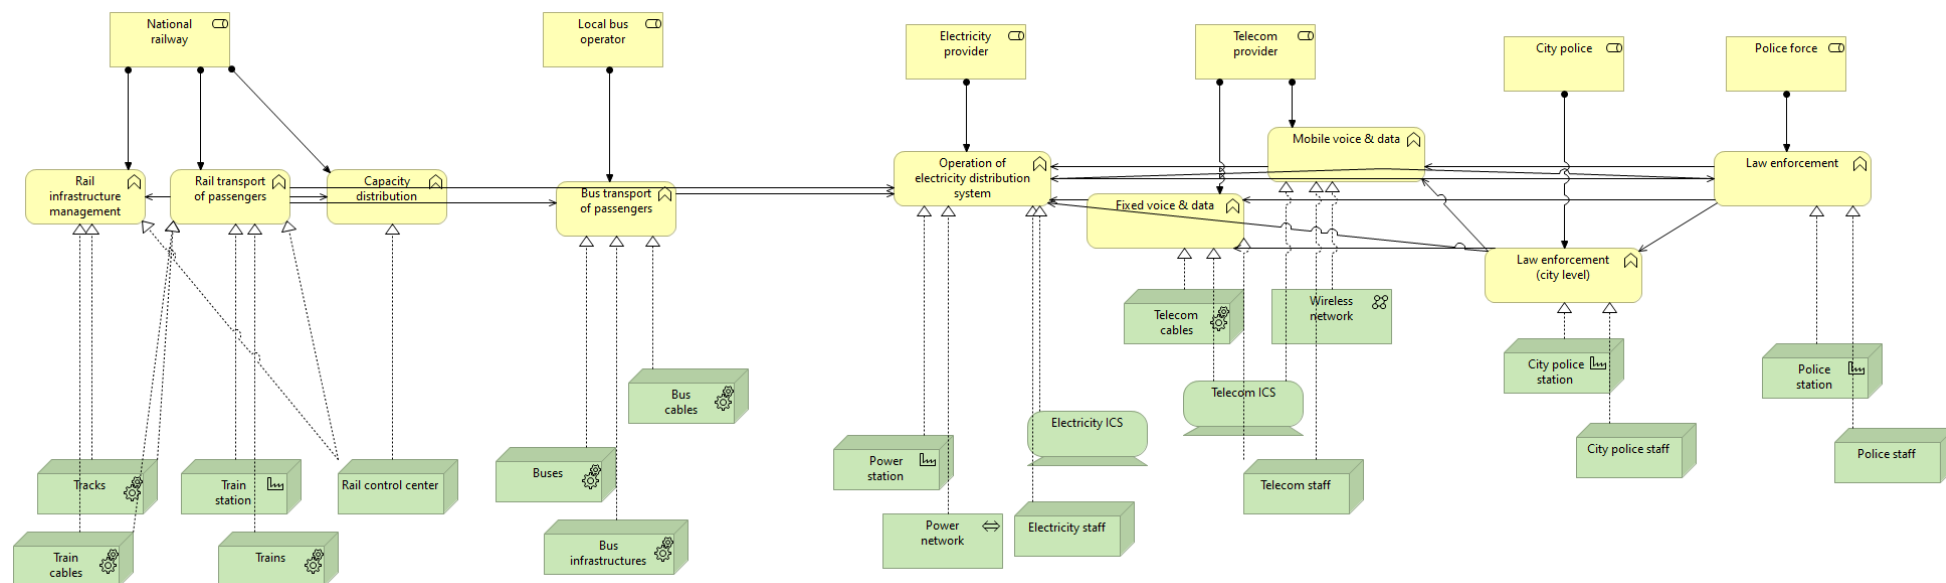 National
railway
Local bus
operator
Electricity
provider
Telecom
provider
City police
Police force
Rail
infrastructure
management
Rail transport
of passengers
Capacity
distribution
Bus transport
of passengers
Operation of
electricity distribution
system
Mobile voice & data
Fixed voice & data
Law enforcement
Law enforcement
(city level)
Telecom
cables
Wireless
network
City police
station
Police
station
Bus
cables
Telecom ICS
Electricity ICS
Tracks
Train
station
Rail control center
Buses
Power
station
Telecom staff
City police staff
Police staff
Train
cables
Trains
Bus
infrastructures
Power
network
Electricity staff